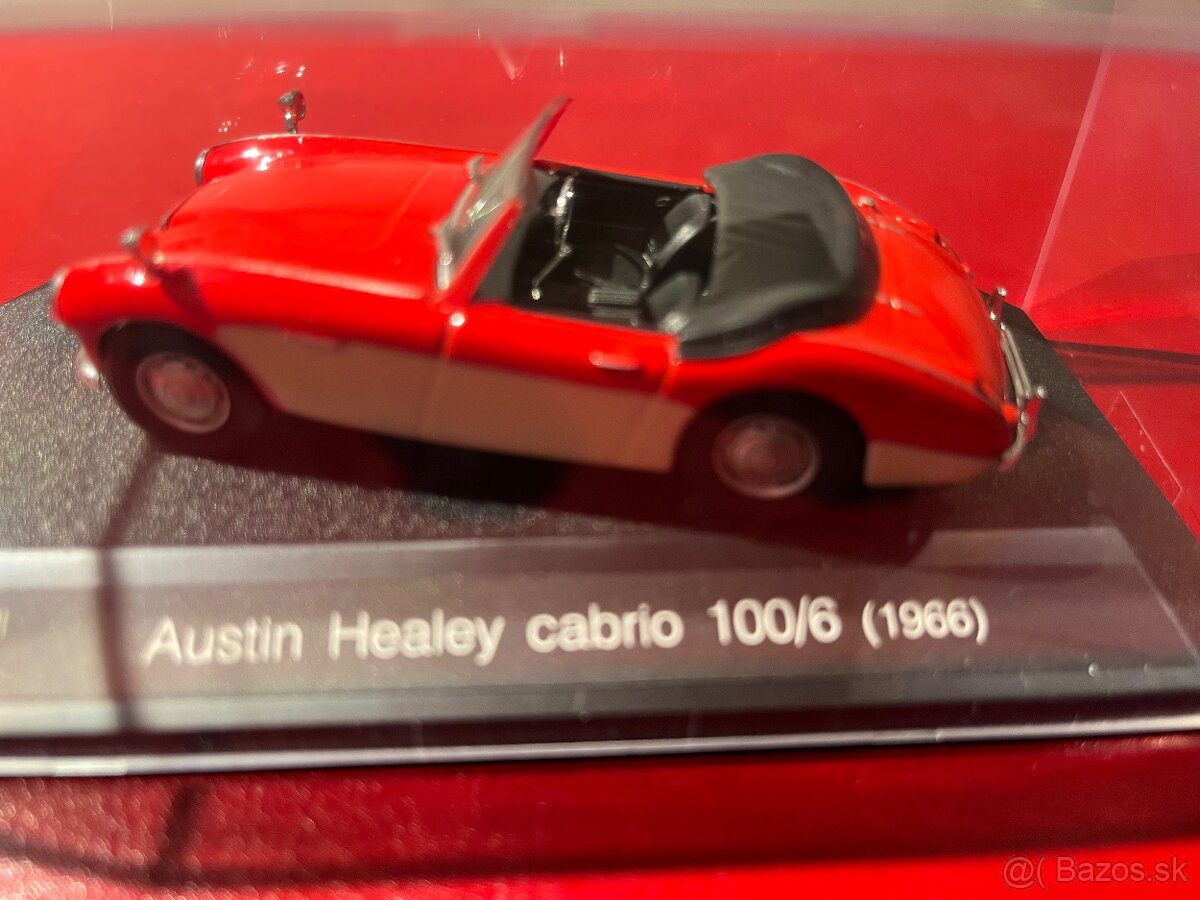 Austin Healey cabrio 100/6 (1966)
@( Bazos.sk